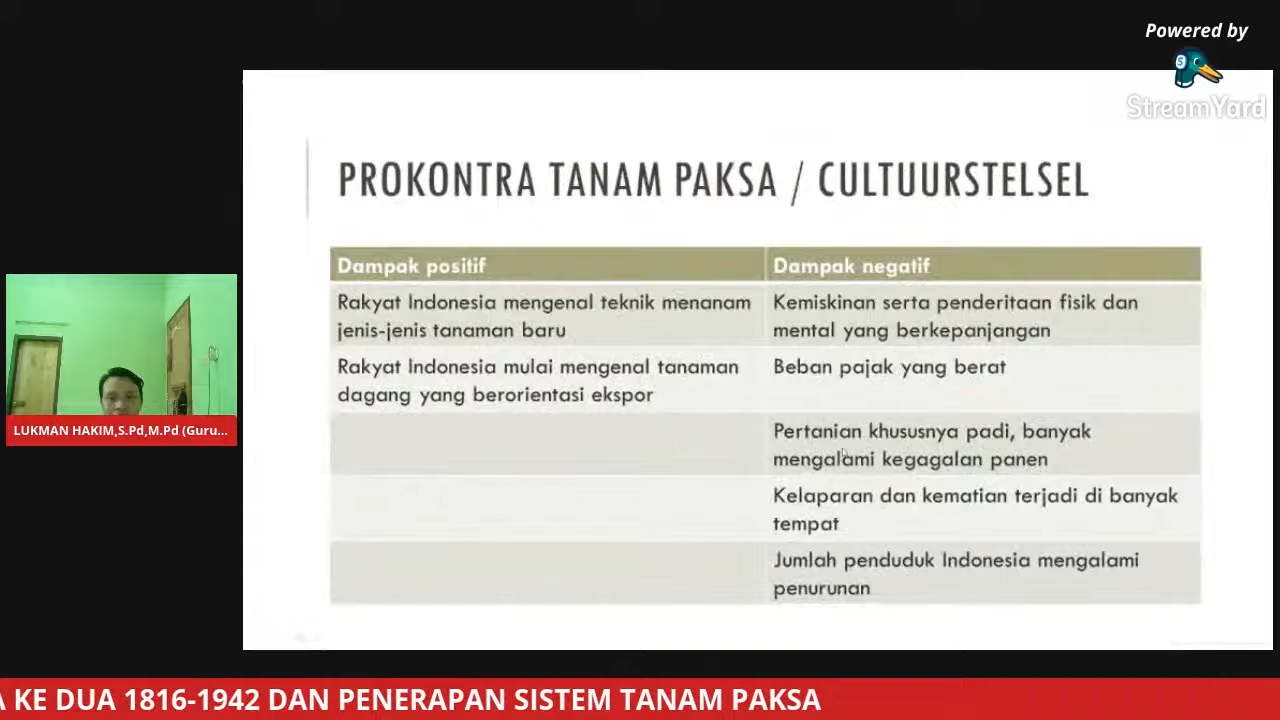 Powered by
StreamYard
PROKONTRA TANAM PAKSA / CULTUURSTELSEL
Dampak positif
Dampak negatif
Rakyat Indonesia mengenal teknik menanam
jenis-jenis tanaman baru
Kemiskinan serta penderitaan fisik dan
mental yang berkepanjangan
Rakyat Indonesia mulai mengenal tanaman
dagang yang berorientasi ekspor
Beban pajak yang berat
Pertanian khususnya padi, banyak
mengalami kegagalan panen
Kelaparan dan kematian terjadi di banyak
tempat
Jumlah penduduk Indonesia mengalami
penurunan
LUKMAN HAKIM,S.Pd,M.Pd (Guru...
A KE DUA 1816-1942 DAN PENERAPAN SISTEM TANAM PAKSA